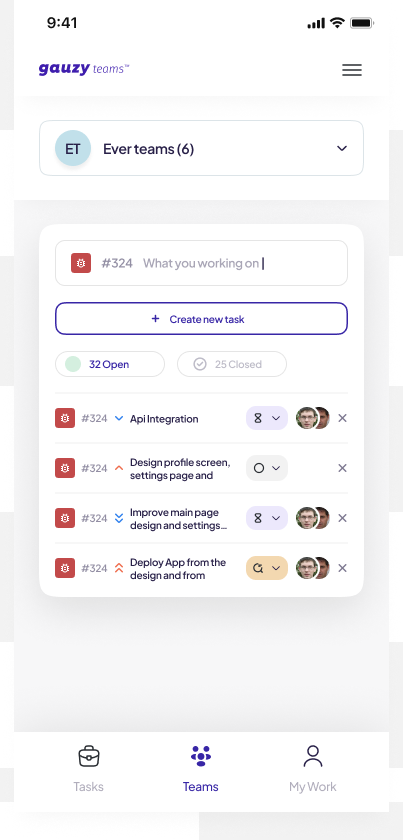 9:41
gauzy teams™
ET Ever teams (6)
#324 What you working on
+ Create new task
32 Open 25 Closed
#324 Api Integration
#324 Design profile screen,
settings page and
#324 Improve main page
design and settings...
#324 Deploy App from the
design and from
Tasks Teams My Work